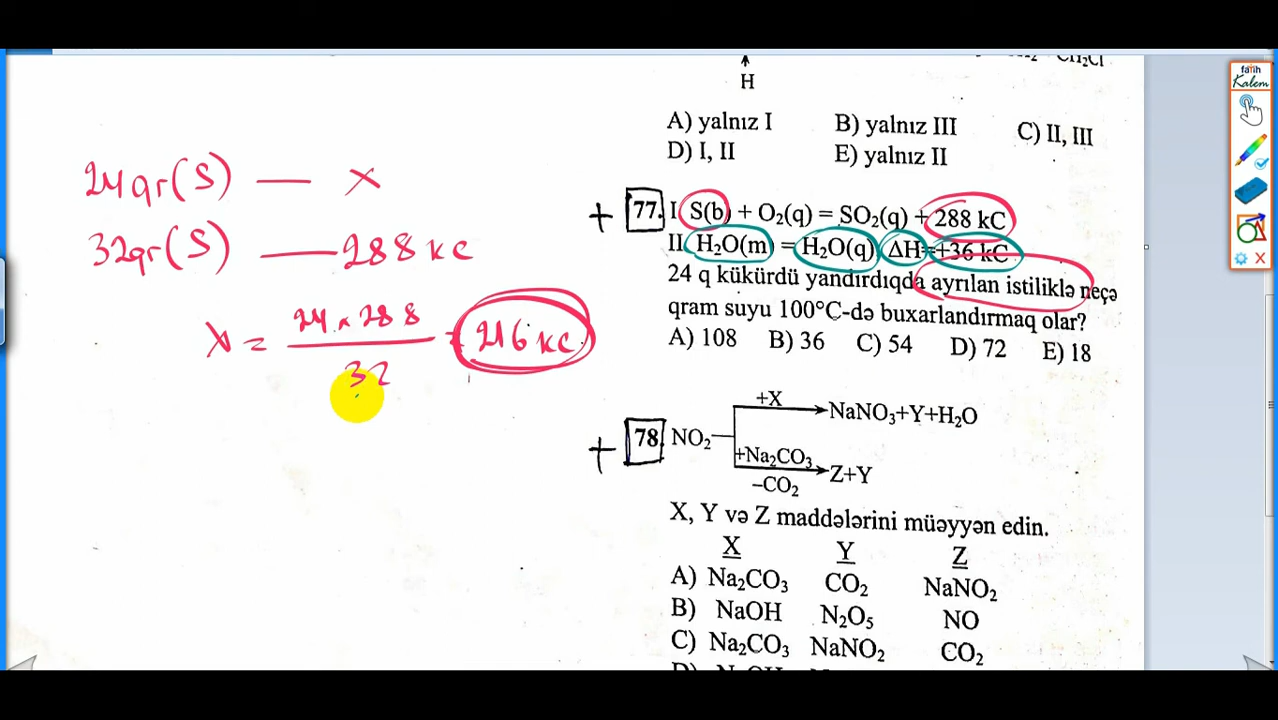 H
A) yalnız I B) yalnız III C) II, III
D) I, II E) yalnız II
24qr(S) — x
32qr(S) — 288 kc
x = 24 × 288 / 32 = 216 kc
+ 77. I S(b) + O₂(q) = SO₂(q) + 288 kC
II H₂O(m) = H₂O(q) ΔH=+36 kC
24 q kükürdü yandırdıqda ayrılan istiliklə neçə
qram suyu 100°C-də buxarlandırmaq olar?
A) 108 B) 36 C) 54 D) 72 E) 18
+ 78 NO₂
+X NaNO₃+Y+H₂O
+Na₂CO₃ Z+Y
–CO₂
X, Y və Z maddələrini müəyyən edin.
X Y Z
A) Na₂CO₃ CO₂ NaNO₂
B) NaOH N₂O₅ NO
C) Na₂CO₃ NaNO₂ CO₂
fatih
Kalem